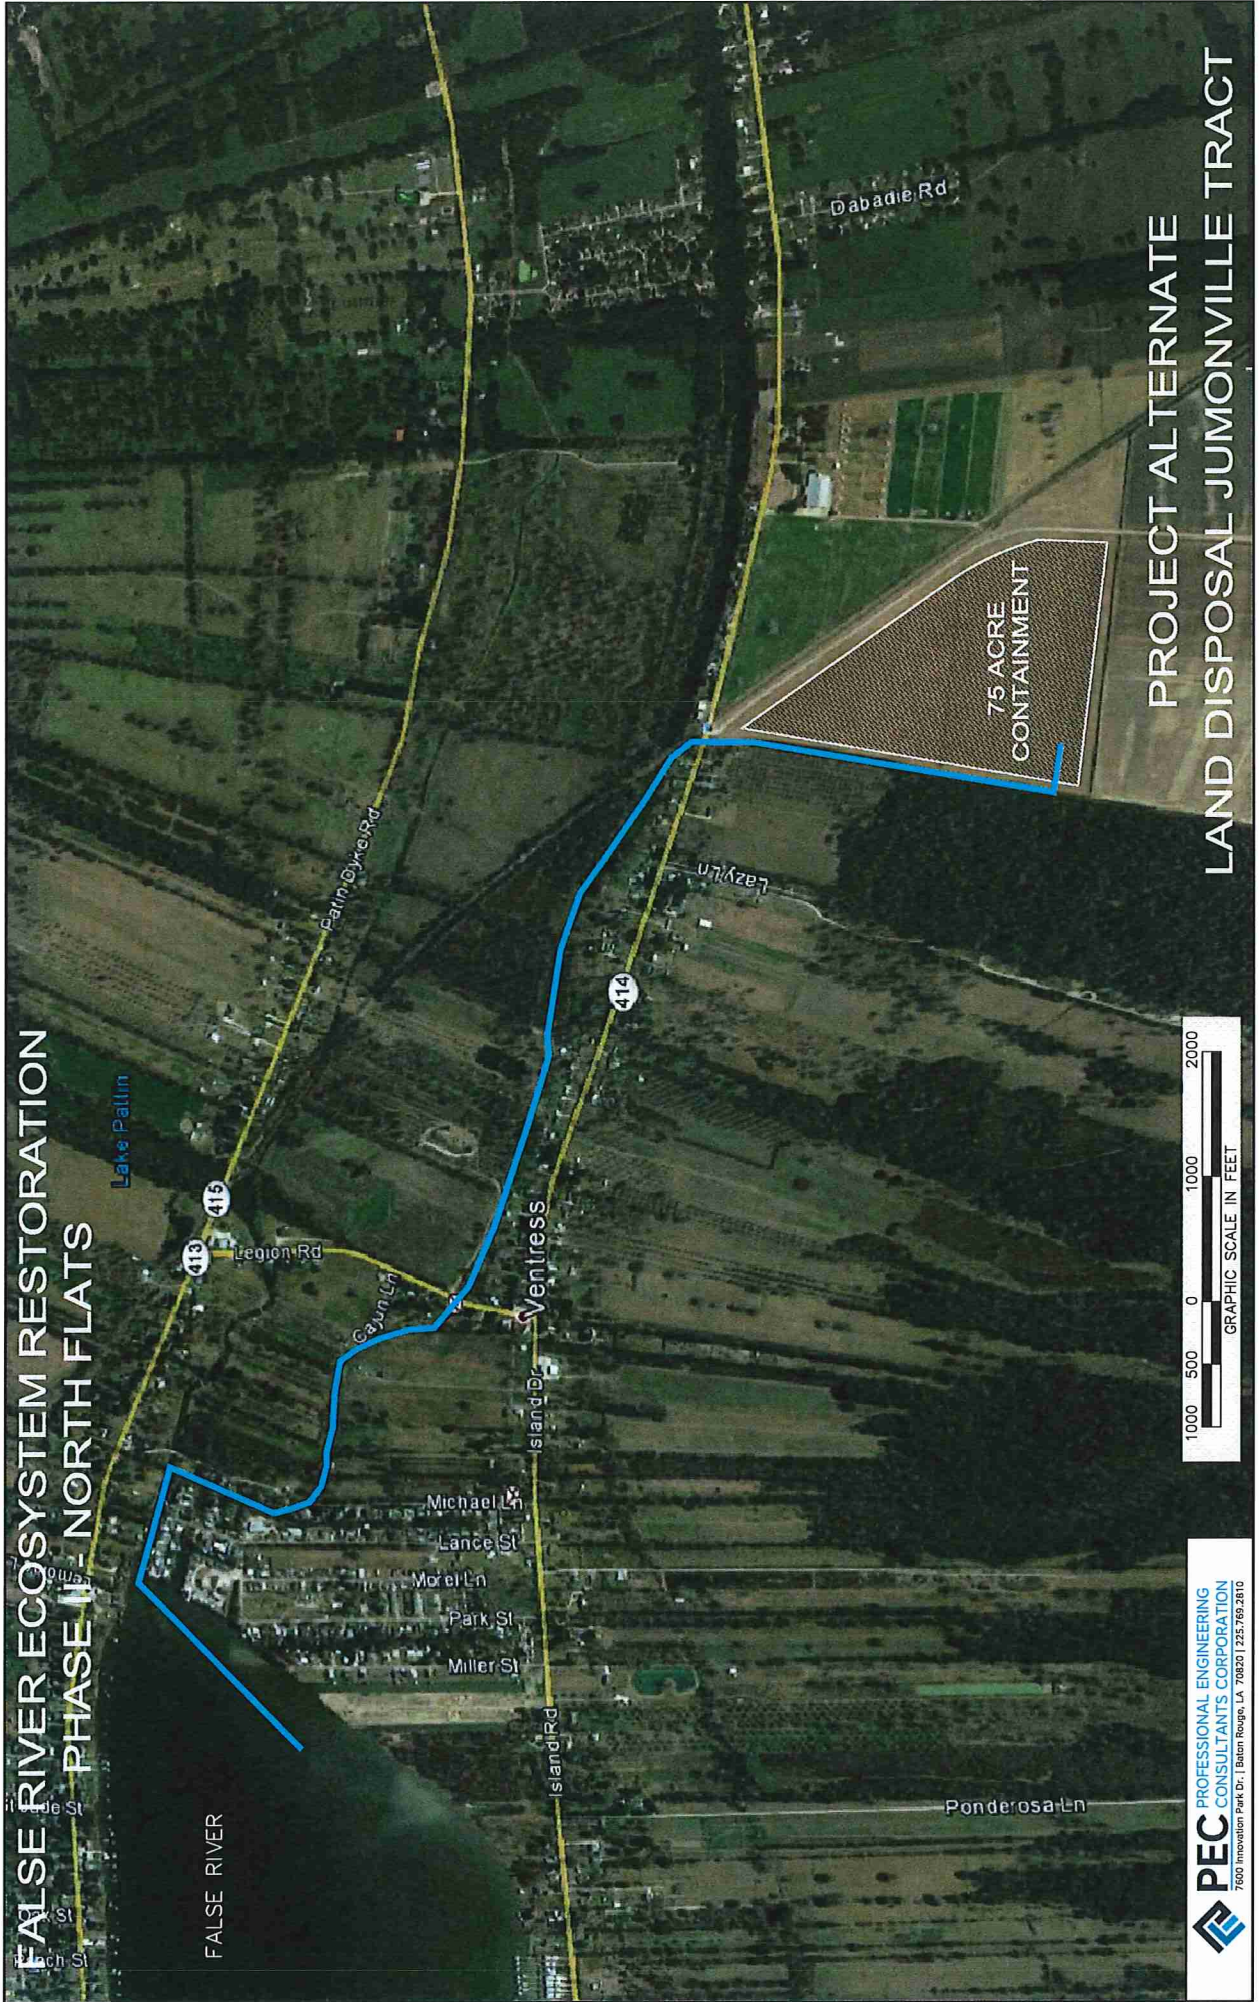 FALSE RIVER ECOSYSTEM RESTORATION
PHASE II - NORTH FLATS
Lake Patin
415
413
Legion Rd
Cajun Ln
Patin Dyke Rd
Dabadie Rd
Ventress
414
Lazy Ln
Island Dr
Michael Ln
Lance St
Morel Ln
Park St
Miller St
Island Rd
Ponderosa Ln
Oak St
FALSE RIVER
75 ACRE
CONTAINMENT
PROJECT ALTERNATE
LAND DISPOSAL JUMONVILLE TRACT
1000 500 0 1000 2000
GRAPHIC SCALE IN FEET
PEC PROFESSIONAL ENGINEERING
CONSULTANTS CORPORATION
7600 Innovation Park Dr. | Baton Rouge, LA 70820 | 225.769.2810